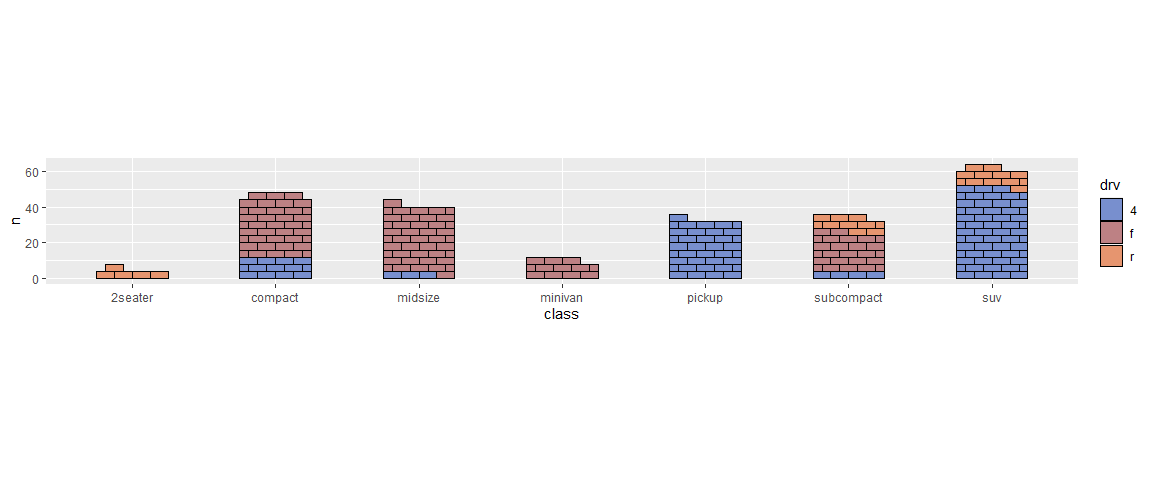 n
60
40
20
0
2seater compact midsize minivan pickup subcompact suv
class
drv
4
f
r